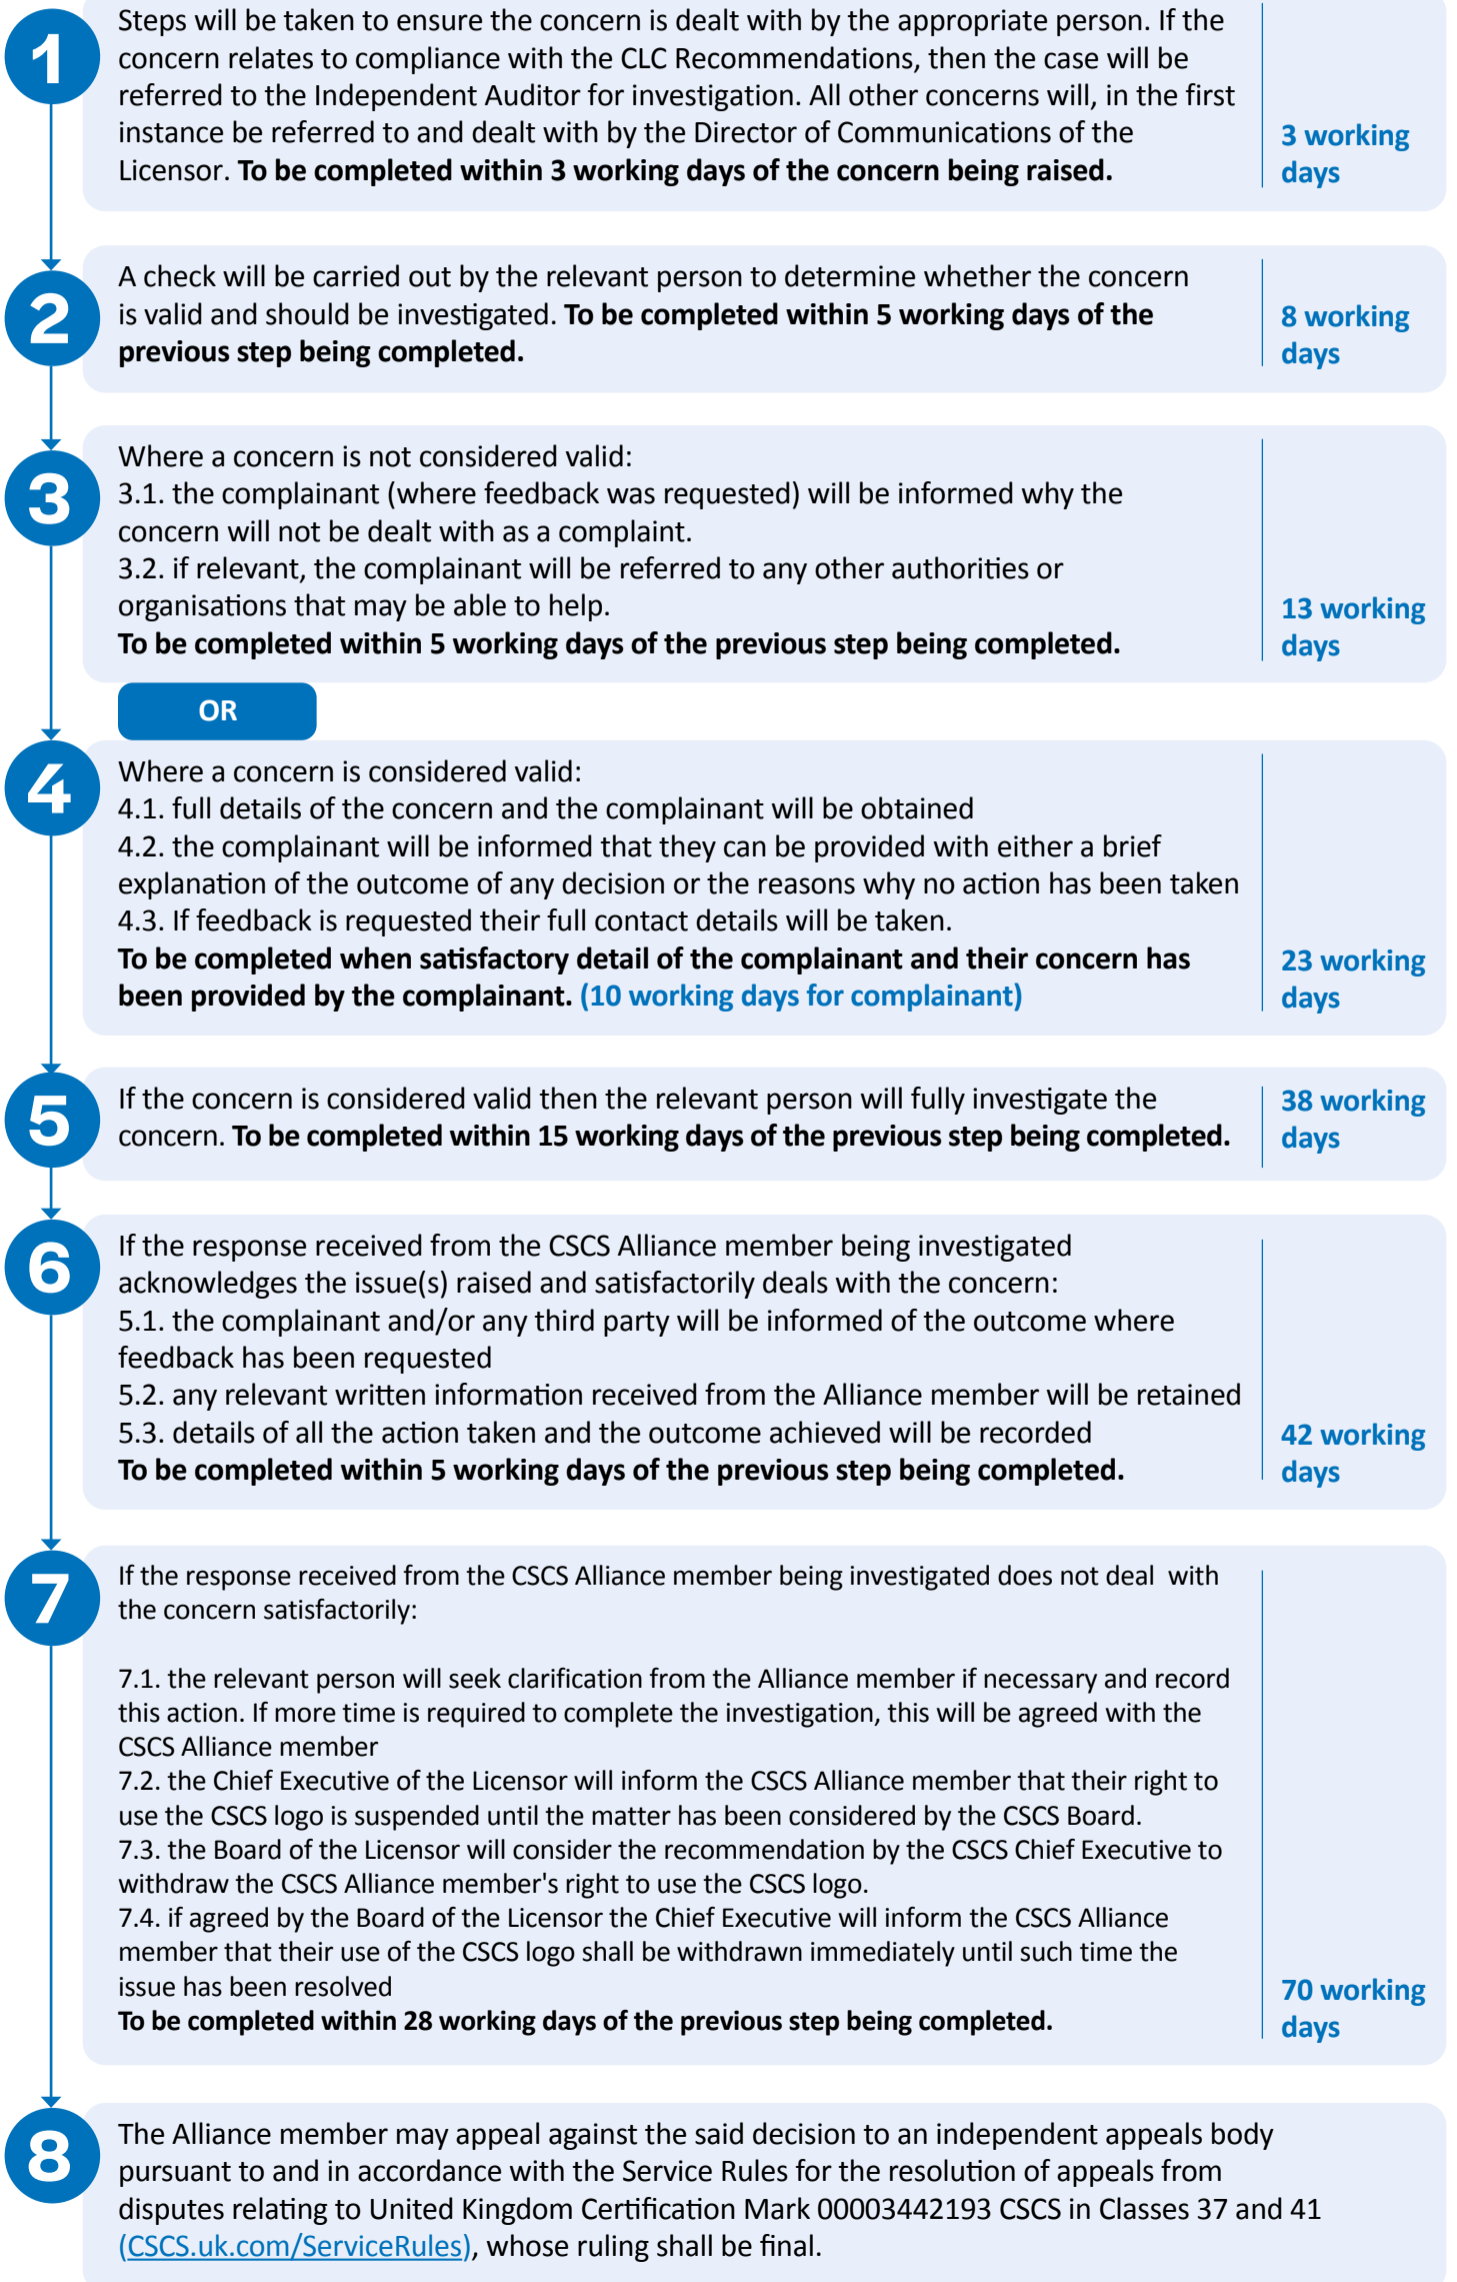 1
Steps will be taken to ensure the concern is dealt with by the appropriate person. If the
concern relates to compliance with the CLC Recommendations, then the case will be
referred to the Independent Auditor for investigation. All other concerns will, in the first
instance be referred to and dealt with by the Director of Communications of the
Licensor. To be completed within 3 working days of the concern being raised.
3 working
days
2
A check will be carried out by the relevant person to determine whether the concern
is valid and should be investigated. To be completed within 5 working days of the
previous step being completed.
8 working
days
3
Where a concern is not considered valid:
3.1. the complainant (where feedback was requested) will be informed why the
concern will not be dealt with as a complaint.
3.2. if relevant, the complainant will be referred to any other authorities or
organisations that may be able to help.
To be completed within 5 working days of the previous step being completed.
13 working
days
OR
4
Where a concern is considered valid:
4.1. full details of the concern and the complainant will be obtained
4.2. the complainant will be informed that they can be provided with either a brief
explanation of the outcome of any decision or the reasons why no action has been taken
4.3. If feedback is requested their full contact details will be taken.
To be completed when satisfactory detail of the complainant and their concern has
been provided by the complainant. (10 working days for complainant)
23 working
days
5
If the concern is considered valid then the relevant person will fully investigate the
concern. To be completed within 15 working days of the previous step being completed.
38 working
days
6
If the response received from the CSCS Alliance member being investigated
acknowledges the issue(s) raised and satisfactorily deals with the concern:
5.1. the complainant and/or any third party will be informed of the outcome where
feedback has been requested
5.2. any relevant written information received from the Alliance member will be retained
5.3. details of all the action taken and the outcome achieved will be recorded
To be completed within 5 working days of the previous step being completed.
42 working
days
7
If the response received from the CSCS Alliance member being investigated does not deal with
the concern satisfactorily:
7.1. the relevant person will seek clarification from the Alliance member if necessary and record
this action. If more time is required to complete the investigation, this will be agreed with the
CSCS Alliance member
7.2. the Chief Executive of the Licensor will inform the CSCS Alliance member that their right to
use the CSCS logo is suspended until the matter has been considered by the CSCS Board.
7.3. the Board of the Licensor will consider the recommendation by the CSCS Chief Executive to
withdraw the CSCS Alliance member's right to use the CSCS logo.
7.4. if agreed by the Board of the Licensor the Chief Executive will inform the CSCS Alliance
member that their use of the CSCS logo shall be withdrawn immediately until such time the
issue has been resolved
To be completed within 28 working days of the previous step being completed.
70 working
days
8
The Alliance member may appeal against the said decision to an independent appeals body
pursuant to and in accordance with the Service Rules for the resolution of appeals from
disputes relating to United Kingdom Certification Mark 00003442193 CSCS in Classes 37 and 41
(CSCS.uk.com/ServiceRules), whose ruling shall be final.